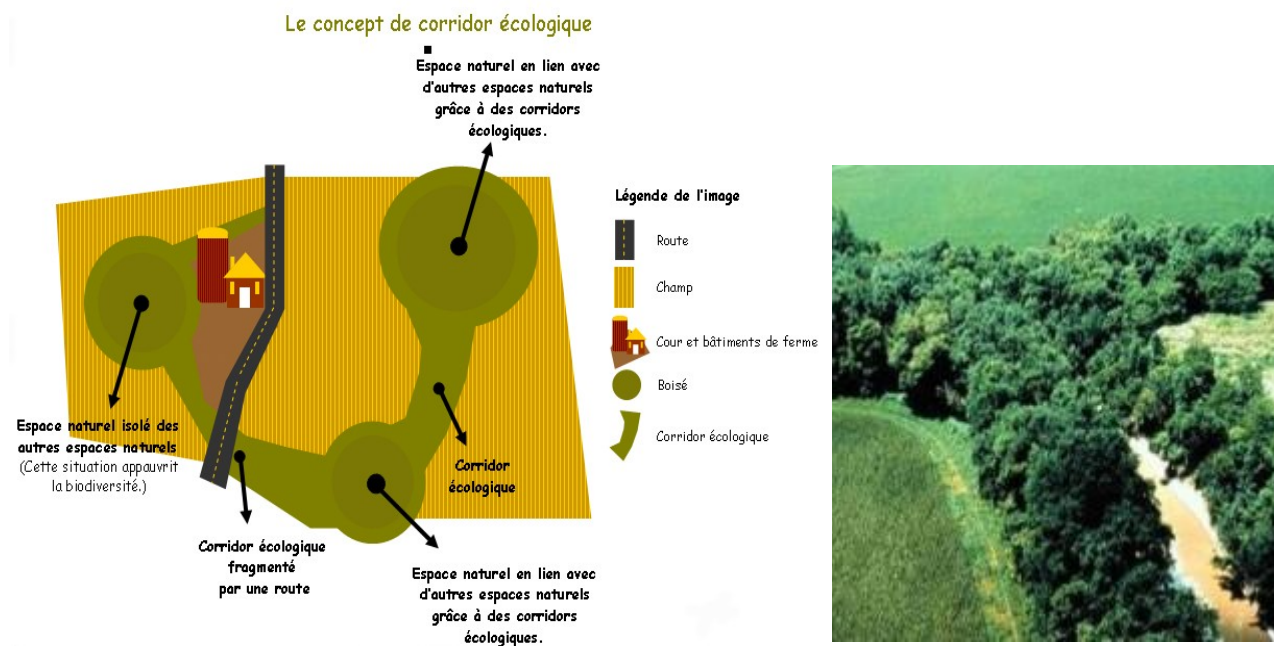 Le concept de corridor écologique
Espace naturel en lien avec
d'autres espaces naturels
grâce à des corridors
écologiques.
Légende de l'image
Route
Champ
Cour et bâtiments de ferme
Boisé
Corridor écologique
Espace naturel isolé des
autres espaces naturels
(Cette situation appauvrit
la biodiversité.)
Corridor
écologique
Corridor écologique
fragmenté
par une route
Espace naturel en lien avec
d'autres espaces naturels
grâce à des corridors
écologiques.